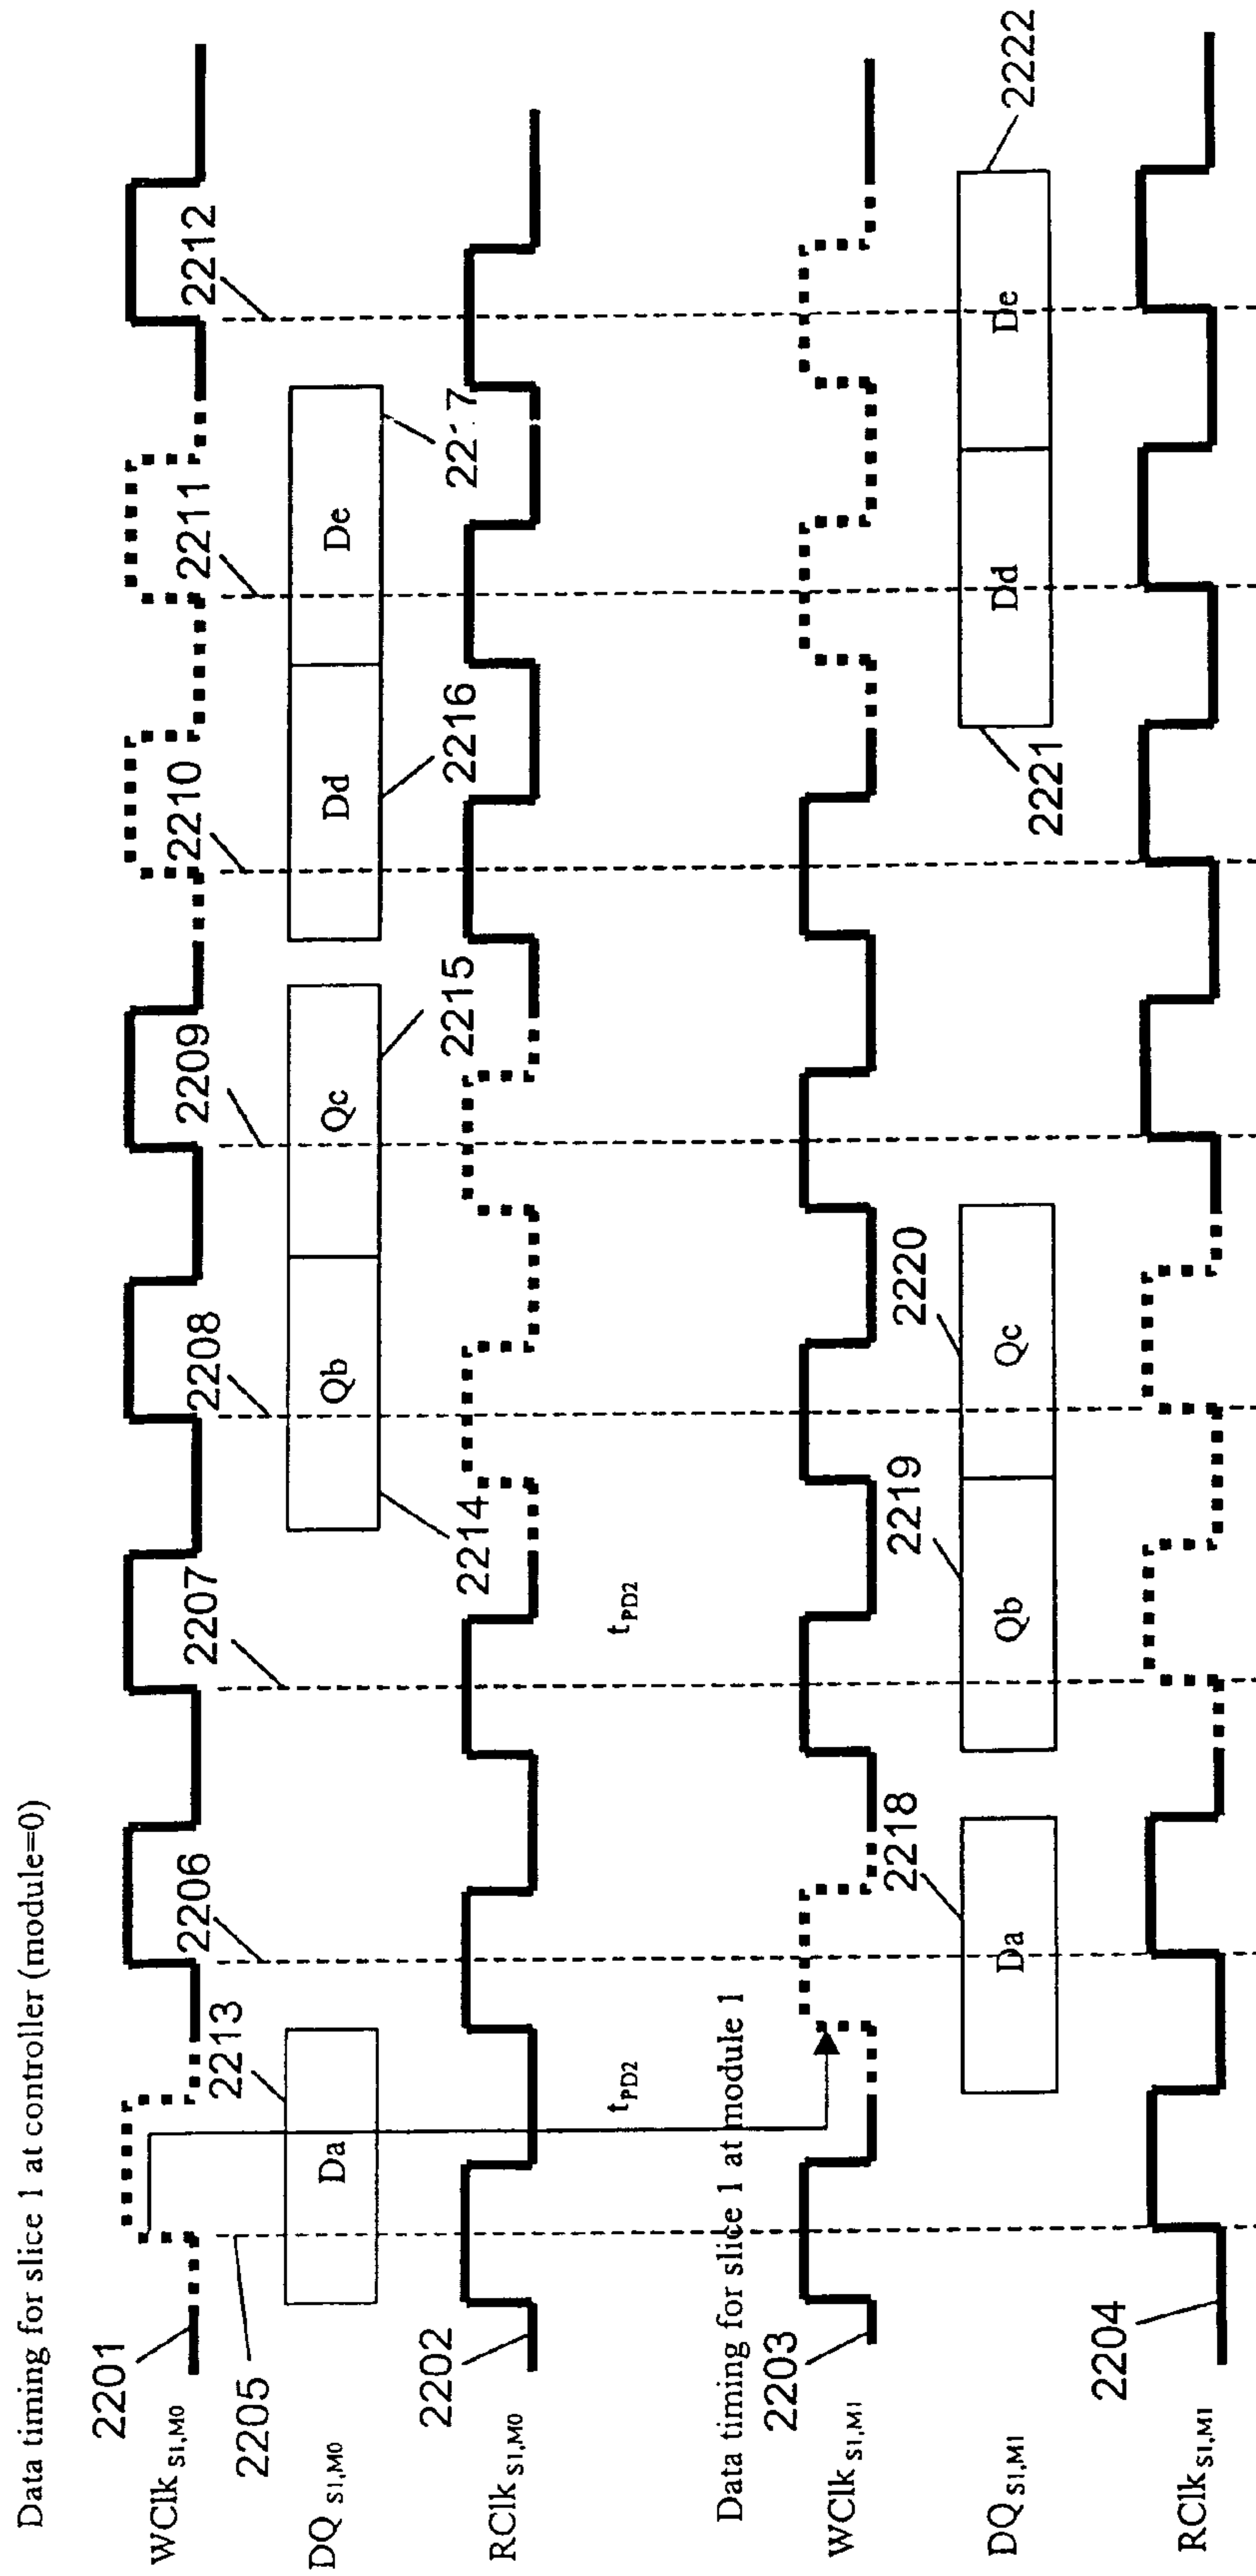 Data timing for slice 1 at controller (module=0)
2201
WClk S1,M0
2205
2206
2207
2208
2209
2210
2211
2212
DQ S1,M0
2213
Da
2214
Qb
Qc
2215
Dd
2216
De
RClk S1,M0
2202
tPD2
tPD2
Data timing for slice 1 at module 1
WClk S1,M1
2203
DQ S1,M1
2218
Da
2219
Qb
2220
Qc
2221
Dd
De
2222
RClk S1,M1
2204